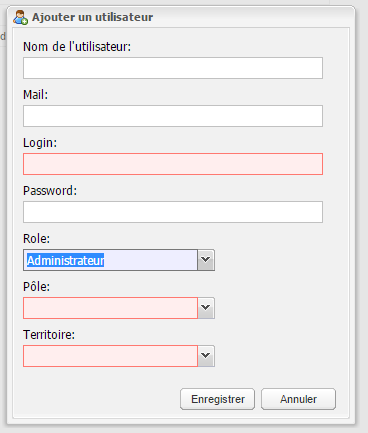 Ajouter un utilisateur
d
Nom de l'utilisateur:
Mail:
Login:
Password:
Role:
Administrateur
Pôle:
Territoire:
Enregistrer Annuler